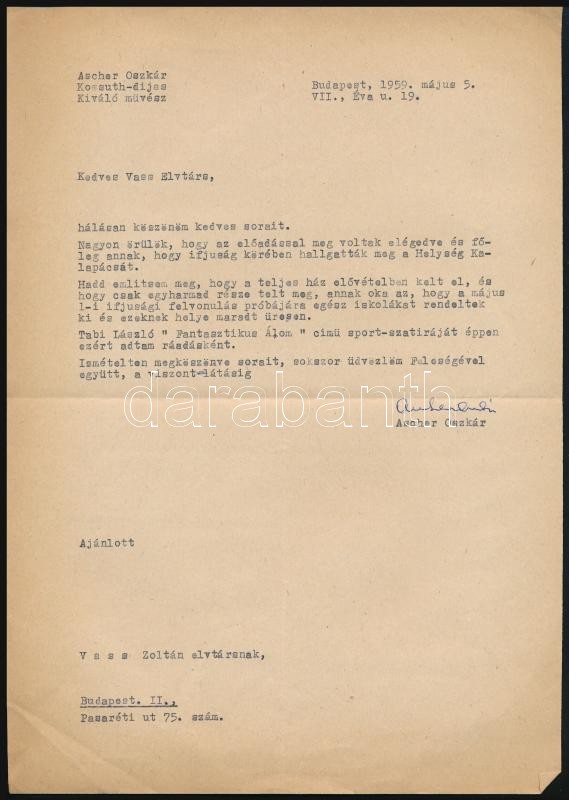 Ascher Oszkár
Kossuth-dijas
Kiváló müvész
Budapest, 1959. május 5.
VII., Éva u. 19.
Kedves Vass Elvtárs,
hálásan köszönöm kedves sorait.
Nagyon örülök, hogy az előadással meg voltak elégedve és fő-
leg annak, hogy ifjuság körében hallgatták meg a Helység Ka-
lapácsát.
Hadd emlitsem meg, hogy a teljes ház elővételben kelt el, és
hogy csak egyharmad része telt meg, annak oka az, hogy a május
1-i ifjusági felvonulás próbájára egész iskolákat rendeltek
ki és ezeknek helye maradt üresen.
Tabi László " Fantasztikus Álom " cimü sport-szatiráját éppen
ezért adtam ráadásként.
Ismételten megköszönve sorait, sokszor üdvözlöm Feleségével
együtt, a viszont-látásig
darabanth
Ascher Oszkár
Ajánlott
V a s s Zoltán elvtársnak,
Budapest. II.,
Pasaréti ut 75. szám.